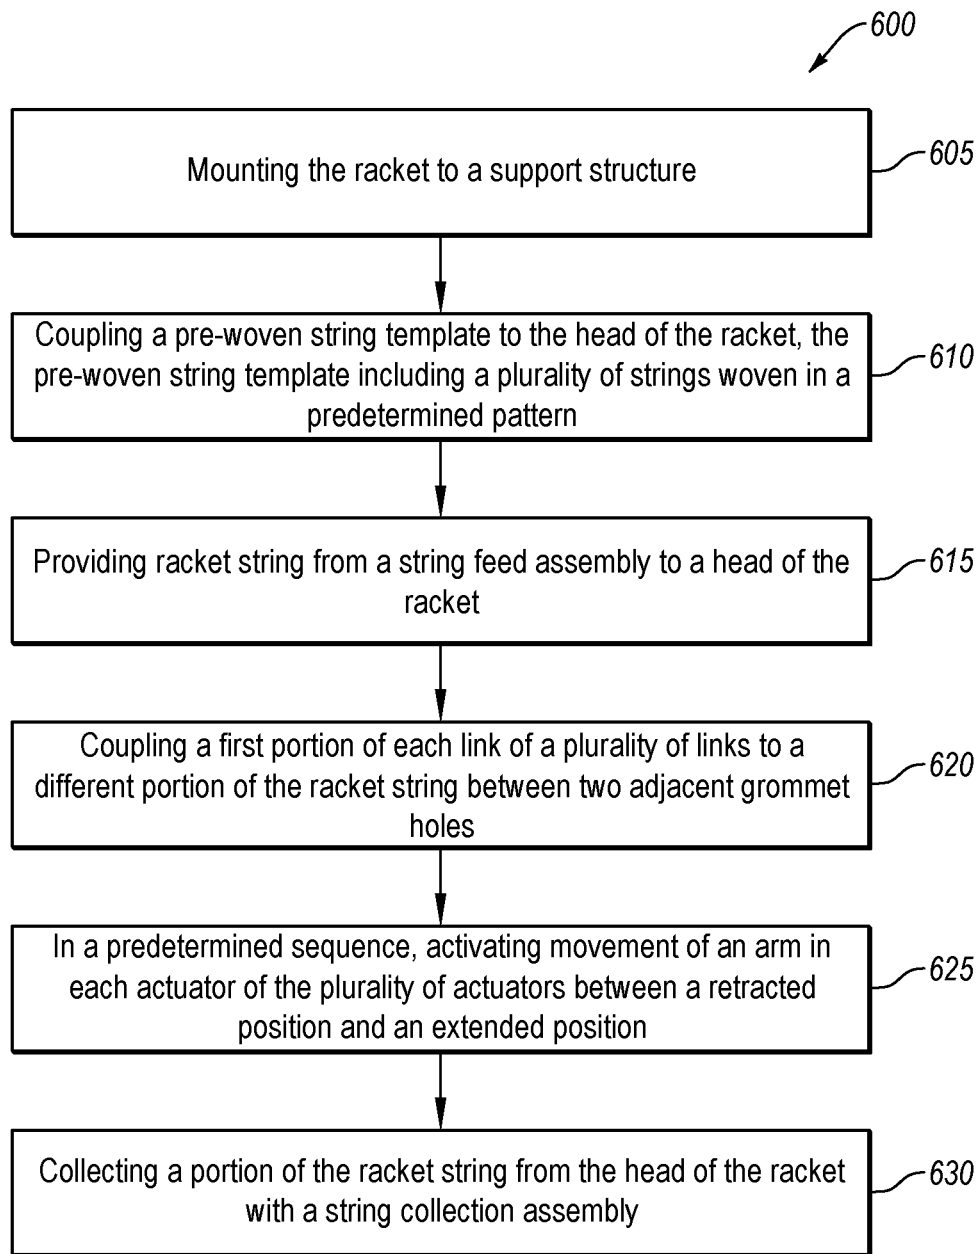 600
Mounting the racket to a support structure
605
Coupling a pre-woven string template to the head of the racket, the
pre-woven string template including a plurality of strings woven in a
predetermined pattern
610
Providing racket string from a string feed assembly to a head of the
racket
615
Coupling a first portion of each link of a plurality of links to a
different portion of the racket string between two adjacent grommet
holes
620
In a predetermined sequence, activating movement of an arm in
each actuator of the plurality of actuators between a retracted
position and an extended position
625
Collecting a portion of the racket string from the head of the racket
with a string collection assembly
630